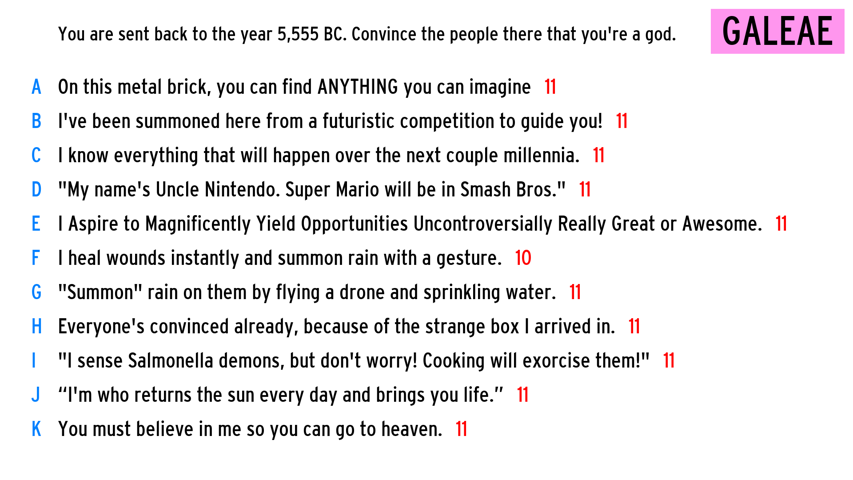 You are sent back to the year 5,555 BC. Convince the people there that you're a god.
GALEAE
A On this metal brick, you can find ANYTHING you can imagine 11
B I've been summoned here from a futuristic competition to guide you! 11
C I know everything that will happen over the next couple millennia. 11
D "My name's Uncle Nintendo. Super Mario will be in Smash Bros." 11
E I Aspire to Magnificently Yield Opportunities Uncontroversially Really Great or Awesome. 11
F I heal wounds instantly and summon rain with a gesture. 10
G "Summon" rain on them by flying a drone and sprinkling water. 11
H Everyone's convinced already, because of the strange box I arrived in. 11
I "I sense Salmonella demons, but don't worry! Cooking will exorcise them!" 11
J “I'm who returns the sun every day and brings you life.” 11
K You must believe in me so you can go to heaven. 11